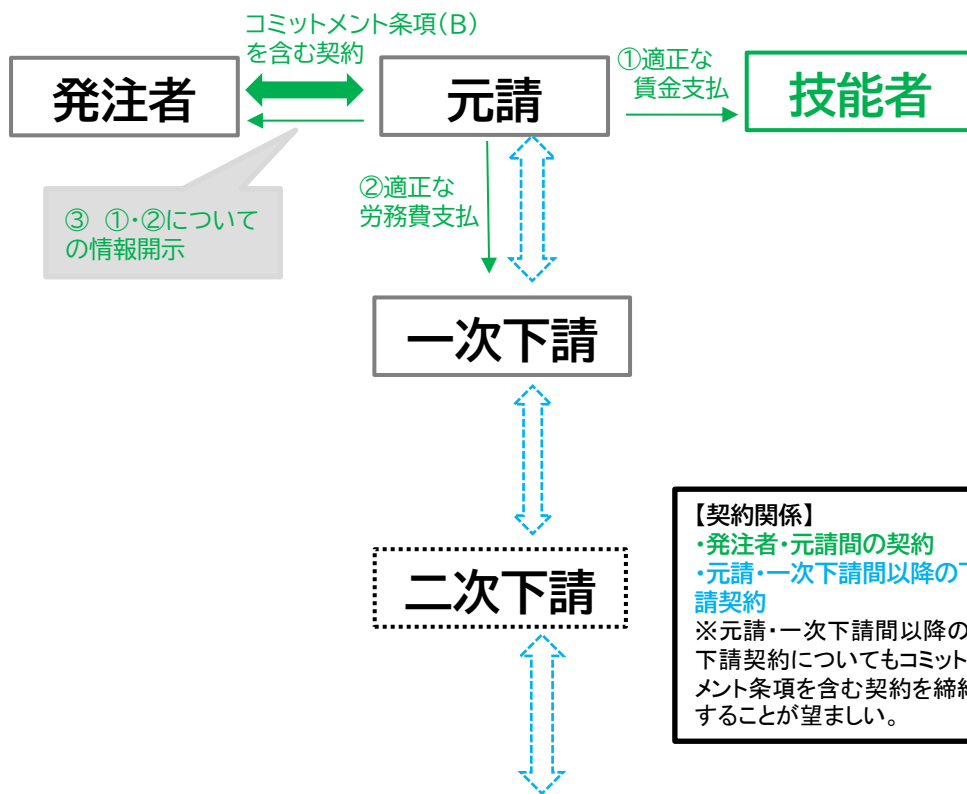 コミットメント条項(B)
を含む契約
発注者
元請
①適正な
賃金支払
技能者
③ ①・②について
の情報開示
②適正な
労務費支払
一次下請
二次下請
【契約関係】
・発注者・元請間の契約
・元請・一次下請間以降の
請契約
※元請・一次下請間以降の
下請契約についてもコミット
メント条項を含む契約を締
することが望ましい。